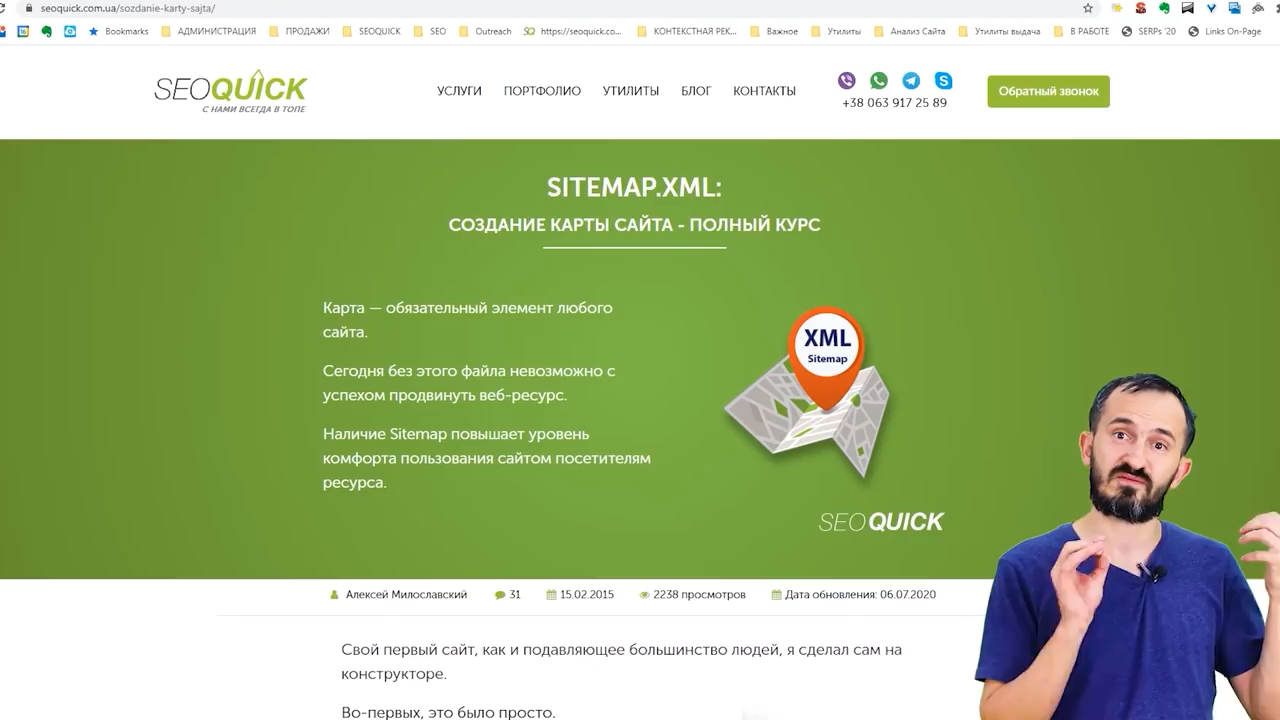 seoquick.com.ua/sozdanie-karty-sajta/
Bookmarks АДМИНИСТРАЦИЯ ПРОДАЖИ SEOQUICK SEO Outreach https://seoquick.co... КОНТЕКСТНАЯ РЕК... Важное Утилиты Анализ Сайта Утилиты выдача В РАБОТЕ SERPs '20 Links On-Page
SEOQUICK
С НАМИ ВСЕГДА В ТОПЕ
УСЛУГИ ПОРТФОЛИО УТИЛИТЫ БЛОГ КОНТАКТЫ
+38 063 917 25 89
Обратный звонок
SITEMAP.XML:
СОЗДАНИЕ КАРТЫ САЙТА - ПОЛНЫЙ КУРС
Карта — обязательный элемент любого
сайта.
Сегодня без этого файла невозможно с
успехом продвинуть веб-ресурс.
Наличие Sitemap повышает уровень
комфорта пользования сайтом посетителям
ресурса.
XML
Sitemap
SEOQUICK
Алексей Милославский 31 15.02.2015 2238 просмотров Дата обновления: 06.07.2020
Свой первый сайт, как и подавляющее большинство людей, я сделал сам на
конструкторе.
Во-первых, это было просто.